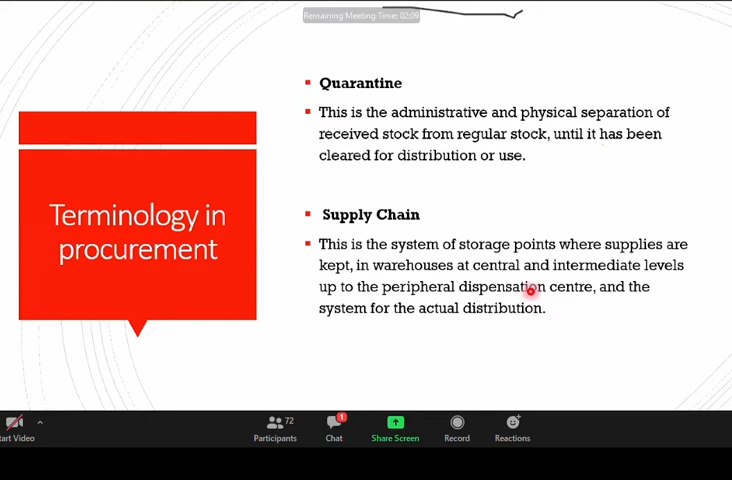 Remaining Meeting Time: 02:09
Terminology in
procurement
Quarantine
This is the administrative and physical separation of
received stock from regular stock, until it has been
cleared for distribution or use.
Supply Chain
This is the system of storage points where supplies are
kept, in warehouses at central and intermediate levels
up to the peripheral dispensation centre, and the
system for the actual distribution.
72
1
tart Video
Participants
Chat
Share Screen
Record
Reactions